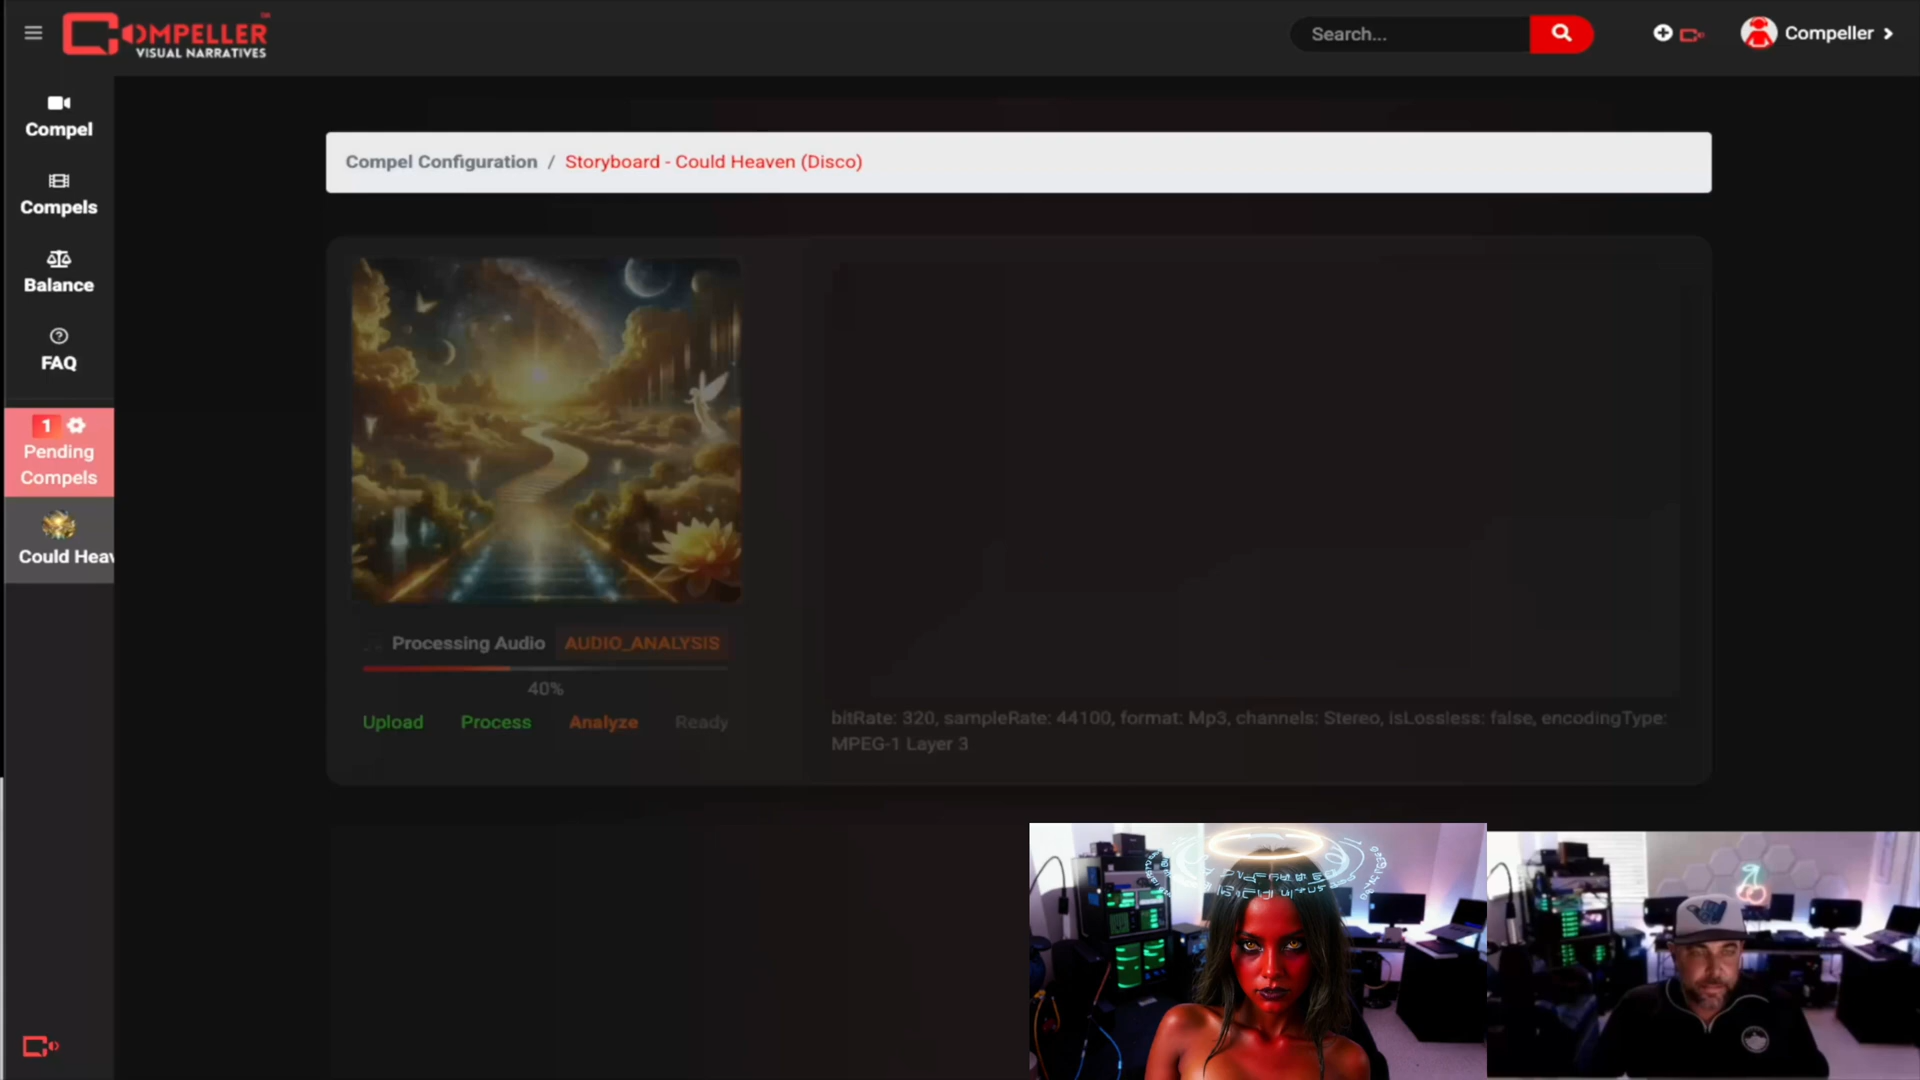 COMPELLER
VISUAL NARRATIVES
Search...
Compeller
Compel
Compels
Balance
FAQ
1
Pending
Compels
Could Heav
Compel Configuration / Storyboard - Could Heaven (Disco)
Processing Audio AUDIO_ANALYSIS
40%
Upload Process Analyze Ready
bitRate: 320, sampleRate: 44100, format: Mp3, channels: Stereo, isLossless: false, encodingType:
MPEG-1 Layer 3